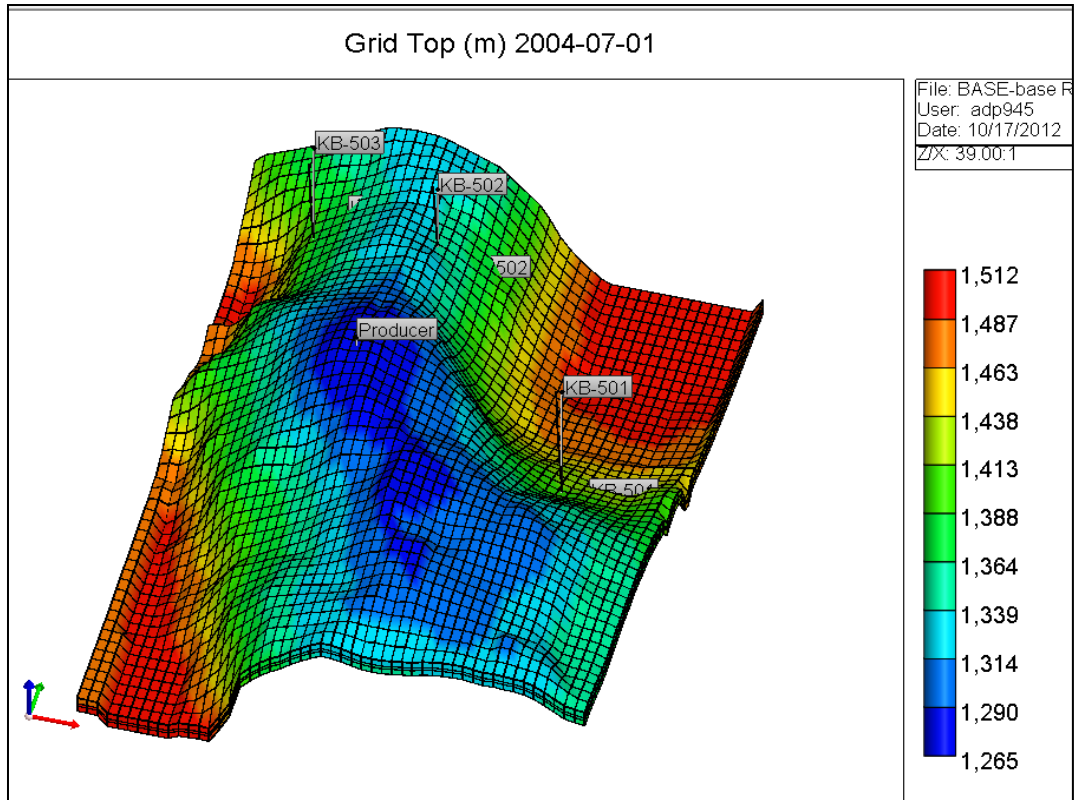 Grid Top (m) 2004-07-01
File: BASE-base R
User: adp945
Date: 10/17/2012
Z/X: 39.00:1
KB-503
KB-502
502
Producer
KB-501
KB-501
1,512
1,487
1,463
1,438
1,413
1,388
1,364
1,339
1,314
1,290
1,265